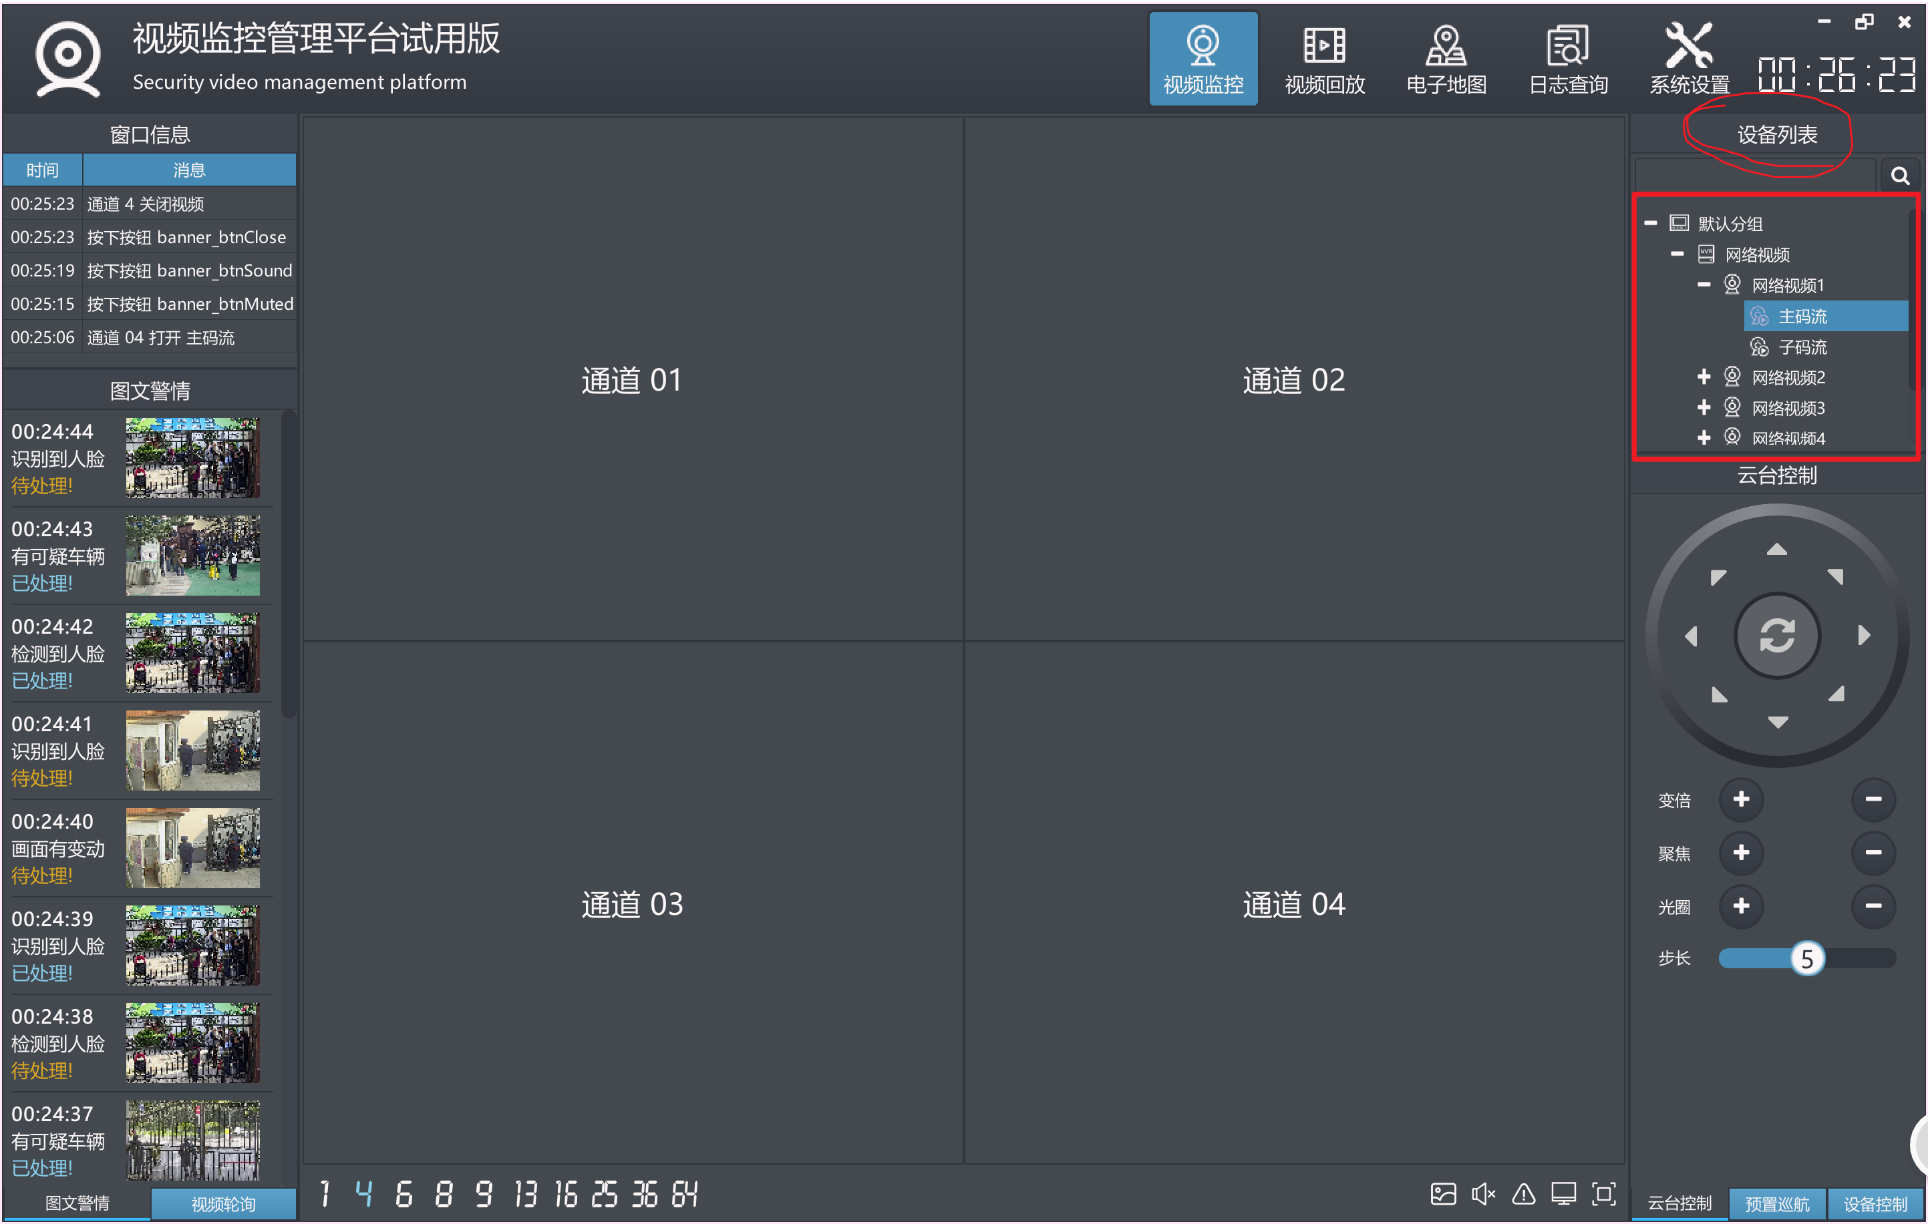 视频监控管理平台试用版
Security video management platform
视频监控
视频回放
电子地图
日志查询
系统设置
00:26:23
窗口信息
时间 消息
00:25:23 通道 4 关闭视频
00:25:23 按下按钮 banner_btnClose
00:25:19 按下按钮 banner_btnSound
00:25:15 按下按钮 banner_btnMuted
00:25:06 通道 04 打开 主码流
图文警情
00:24:44
识别到人脸
待处理!
00:24:43
有可疑车辆
已处理!
00:24:42
检测到人脸
已处理!
00:24:41
识别到人脸
待处理!
00:24:40
画面有变动
待处理!
00:24:39
识别到人脸
已处理!
00:24:38
检测到人脸
待处理!
00:24:37
有可疑车辆
已处理!
图文警情 视频轮询
通道 01
通道 02
通道 03
通道 04
1 4 6 8 9 13 16 25 36 64
设备列表
默认分组
网络视频
网络视频1
主码流
子码流
网络视频2
网络视频3
网络视频4
云台控制
变倍
聚焦
光圈
步长 5
云台控制 预置巡航 设备控制